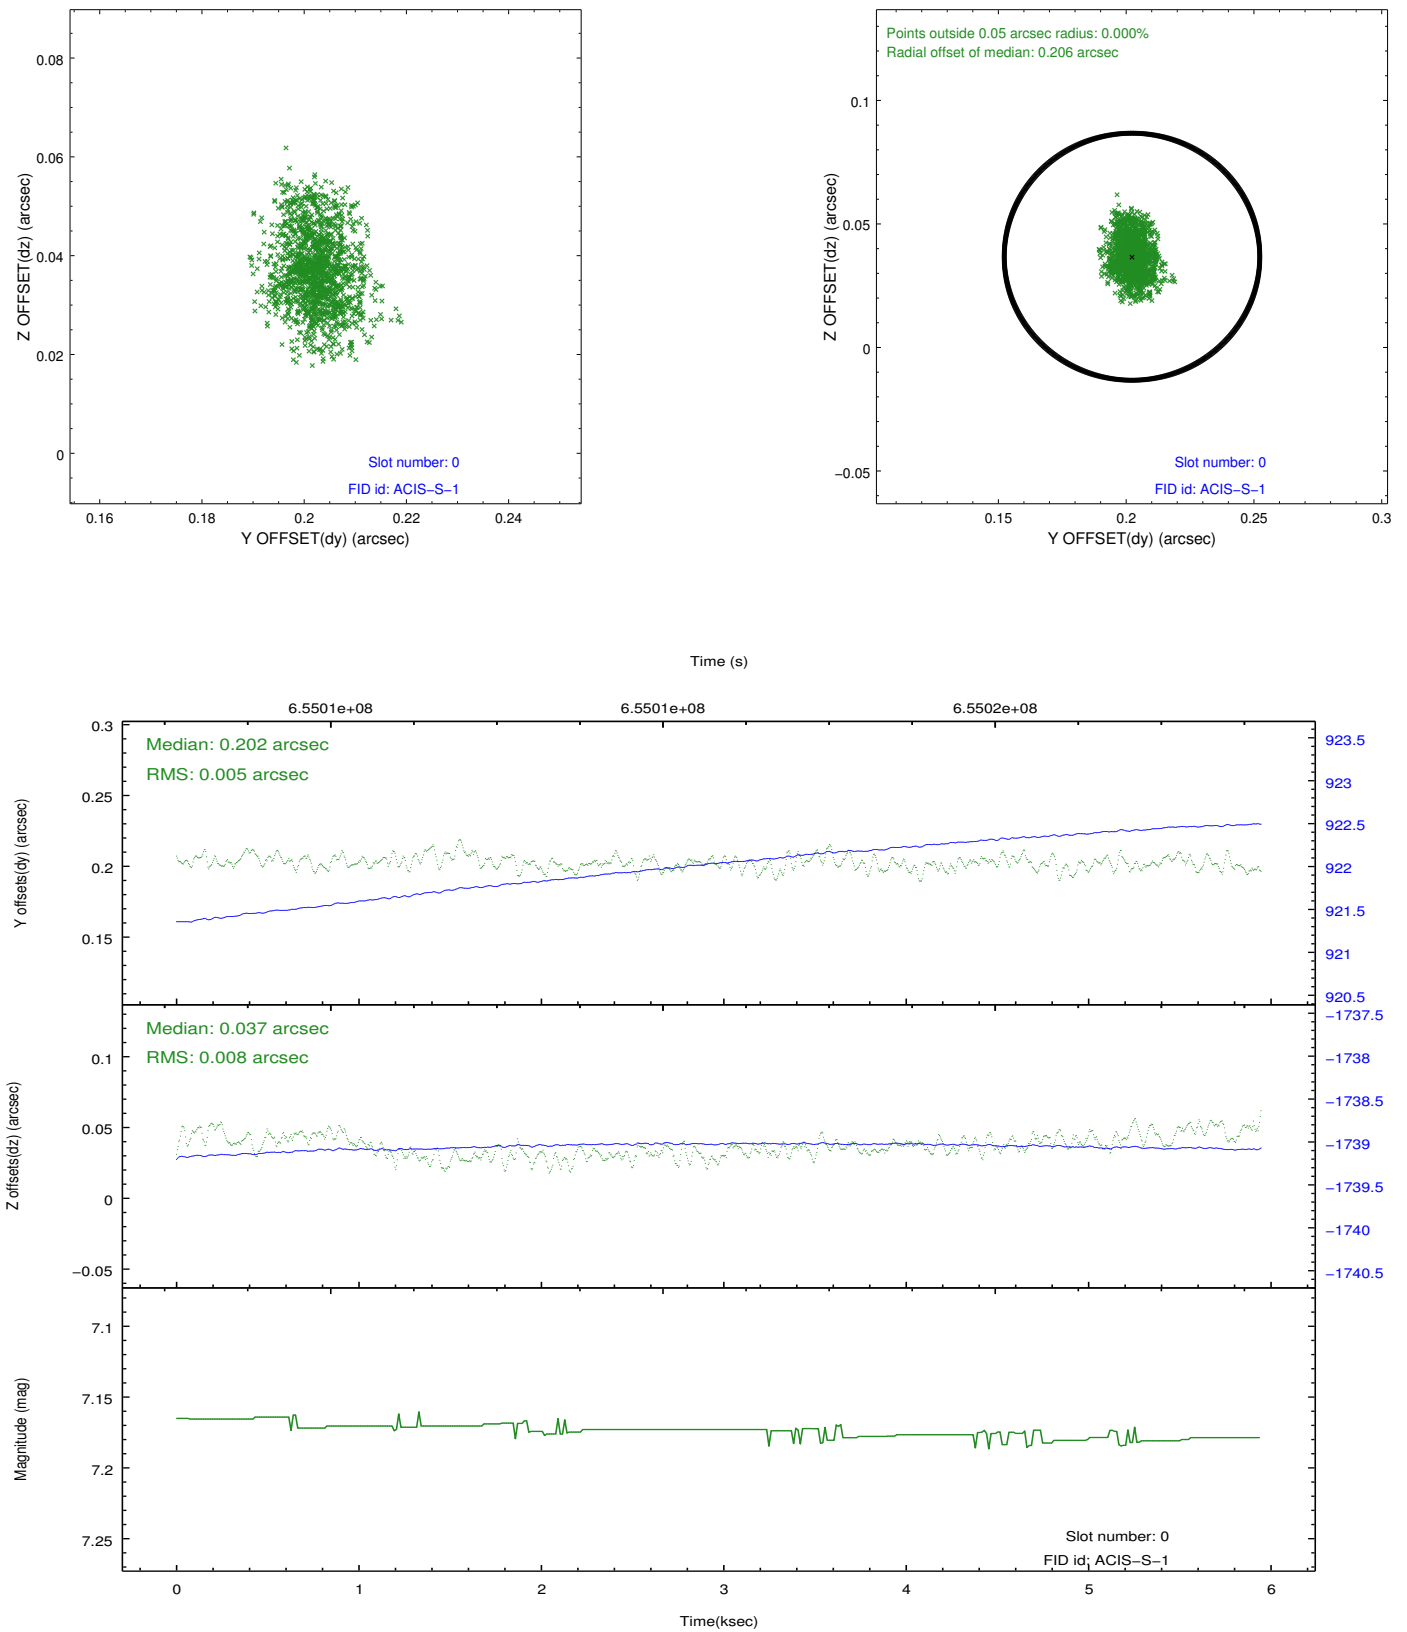 0.08
0.06
0.04
0.02
0
Z OFFSET(dz) (arcsec)
Slot number: 0
FID id: ACIS−S−1
0.16 0.18 0.2 0.22 0.24
Y OFFSET(dy) (arcsec)
Points outside 0.05 arcsec radius: 0.000%
Radial offset of median: 0.206 arcsec
0.1
0.05
0
−0.05
Z OFFSET(dz) (arcsec)
Slot number: 0
FID id: ACIS−S−1
0.15 0.2 0.25 0.3
Y OFFSET(dy) (arcsec)
Time (s)
6.5501e+08 6.5501e+08 6.5502e+08
Median: 0.202 arcsec
RMS: 0.005 arcsec
0.3
0.25
0.2
0.15
Y offsets(dy) (arcsec)
923.5
923
922.5
922
921.5
921
920.5
Median: 0.037 arcsec
RMS: 0.008 arcsec
0.1
0.05
0
−0.05
Z offsets(dz) (arcsec)
−1737.5
−1738
−1738.5
−1739
−1739.5
−1740
−1740.5
7.1
7.15
7.2
7.25
Magnitude (mag)
Slot number: 0
FID id: ACIS−S−1
0 1 2 3 4 5 6
Time(ksec)